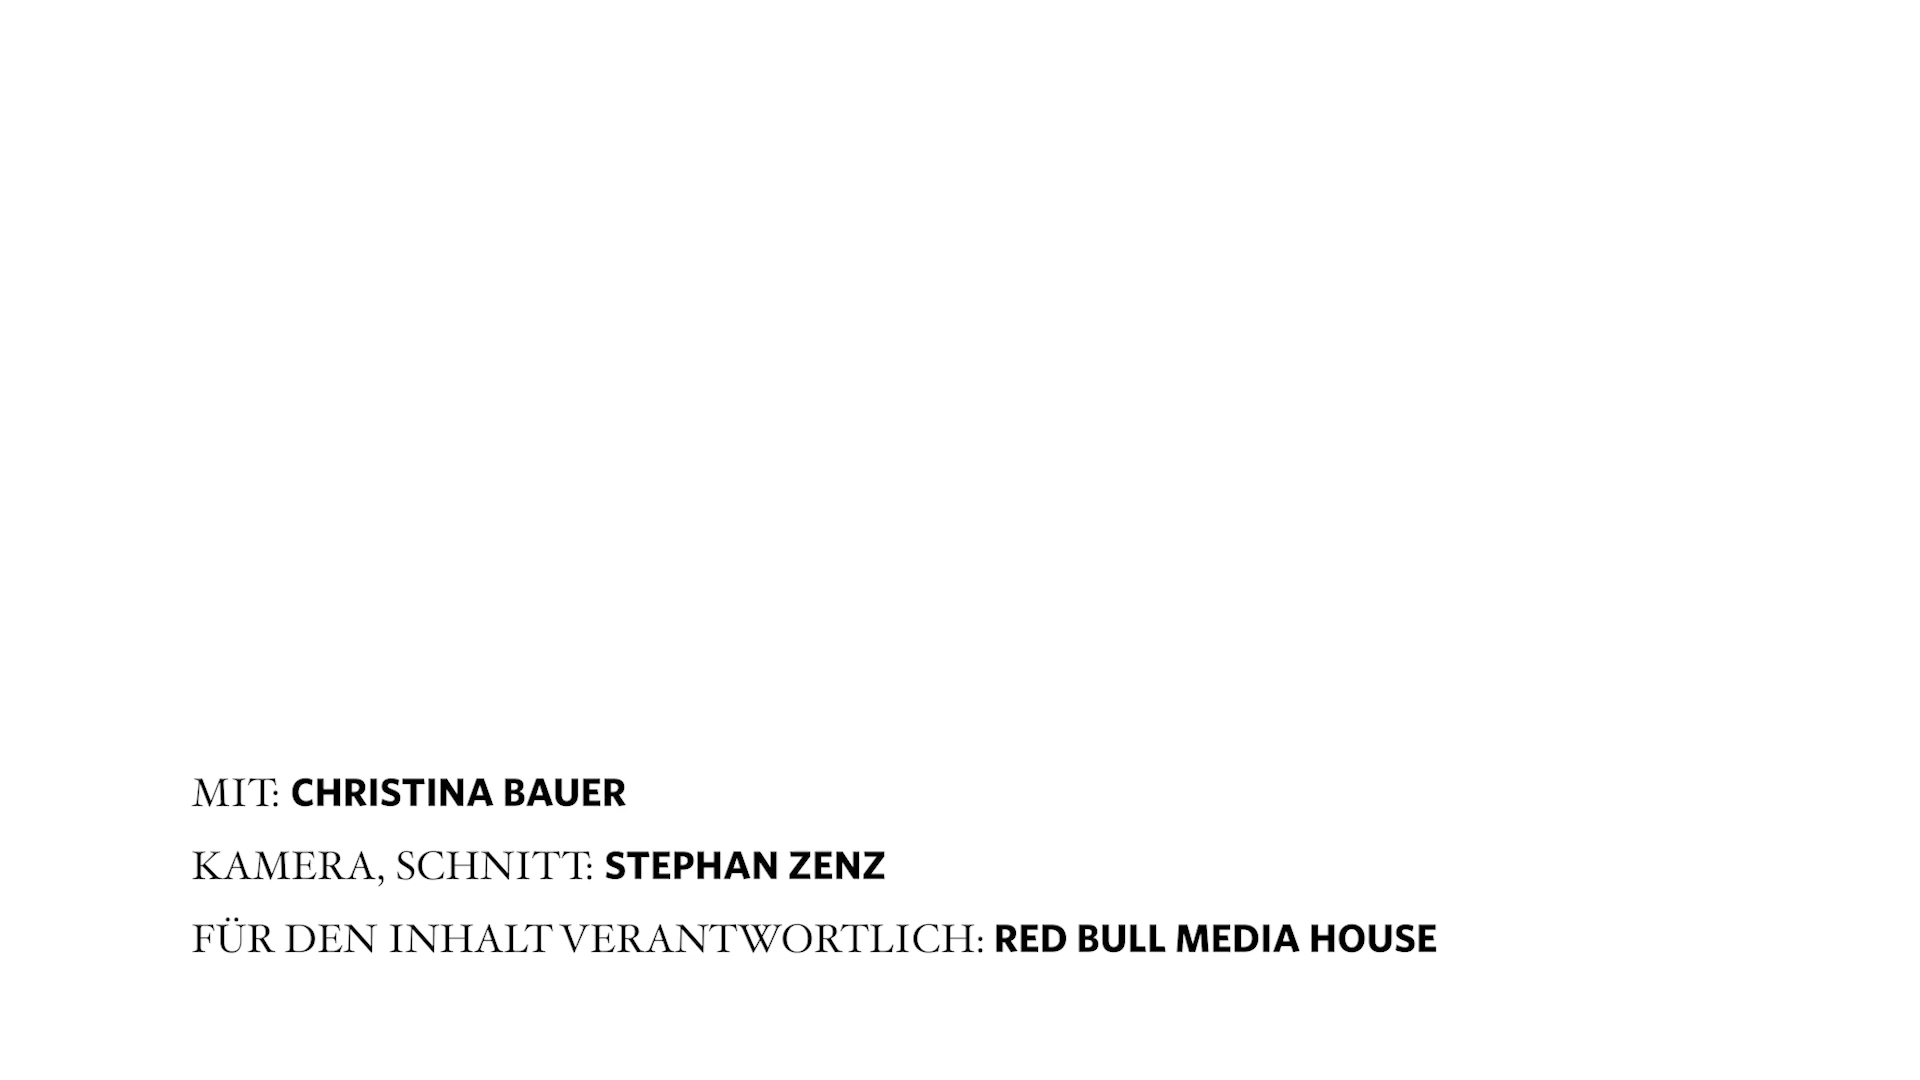 MIT: CHRISTINA BAUER
KAMERA, SCHNITT: STEPHAN ZENZ
FÜR DEN INHALT VERANTWORTLICH: RED BULL MEDIA HOUSE